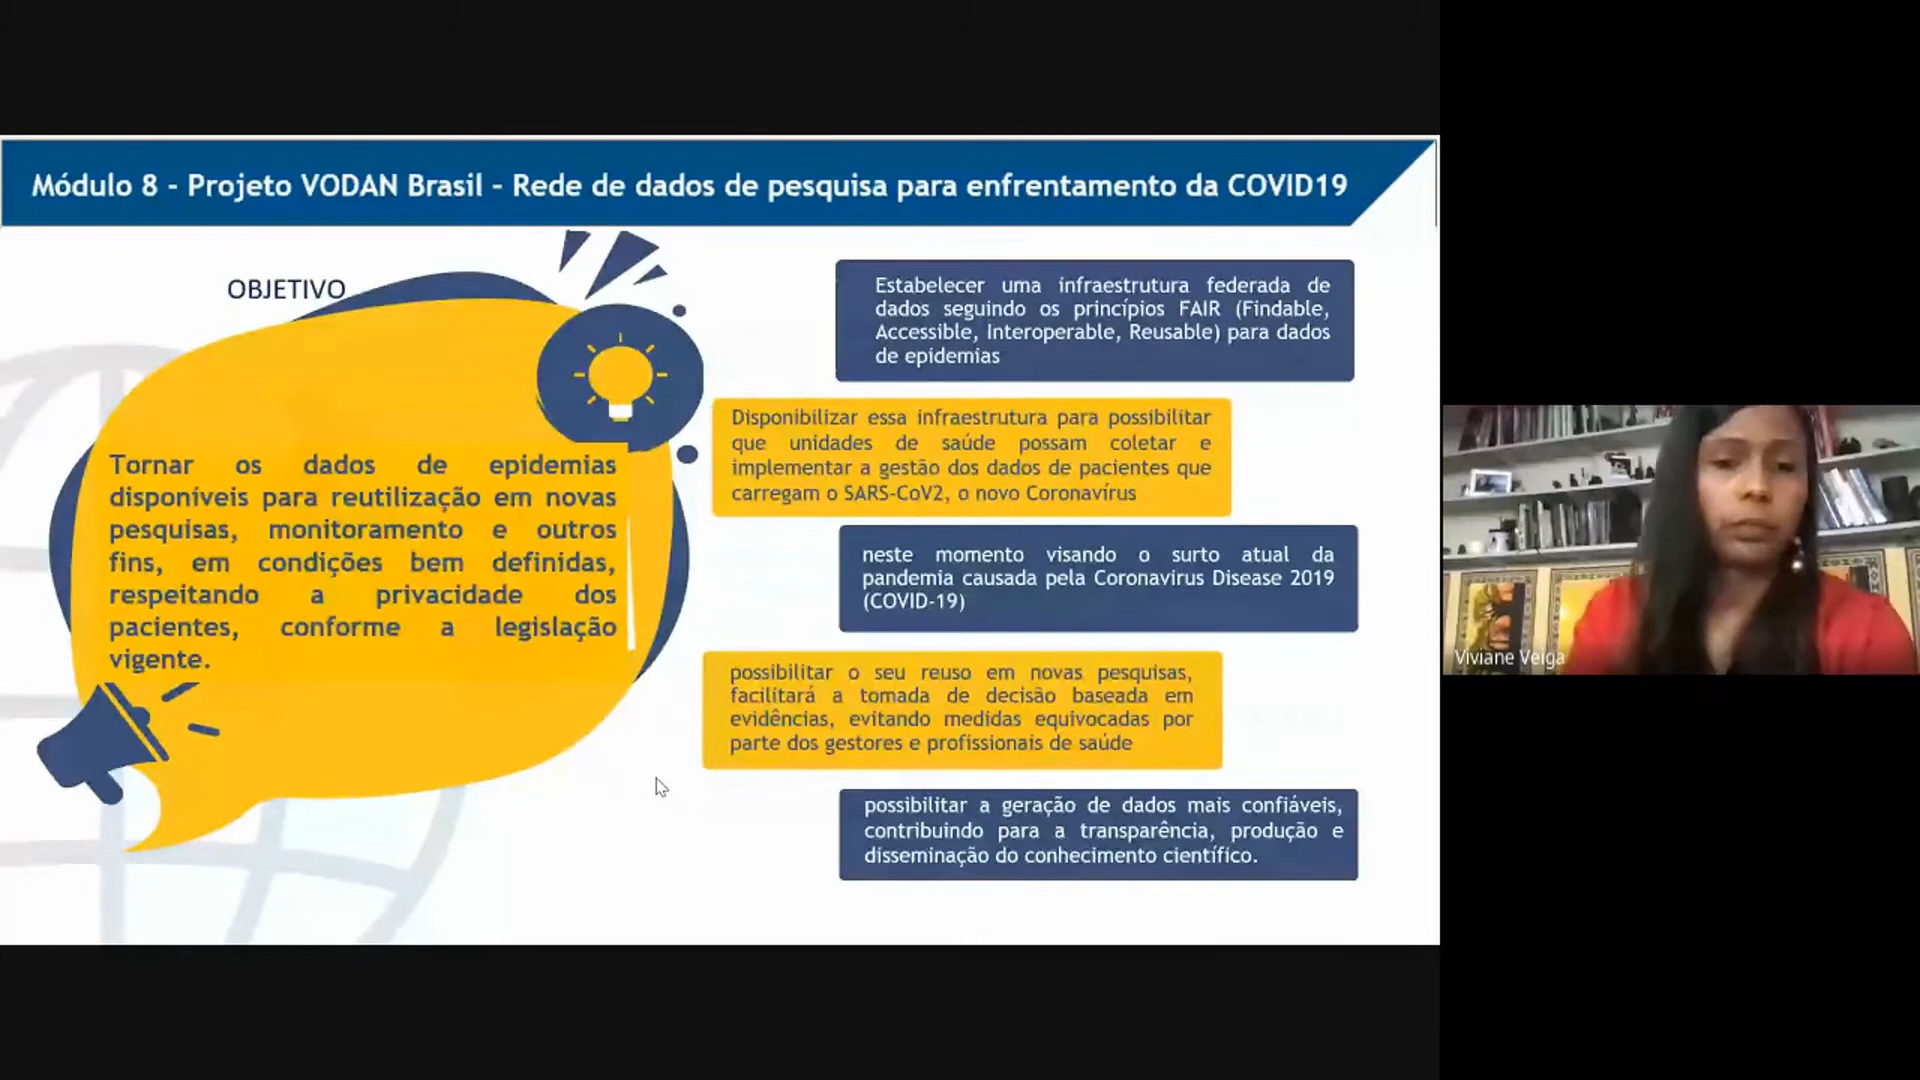 Módulo 8 - Projeto VODAN Brasil - Rede de dados de pesquisa para enfrentamento da COVID19
OBJETIVO
Tornar os dados de epidemias
disponíveis para reutilização em novas
pesquisas, monitoramento e outros
fins, em condições bem definidas,
respeitando a privacidade dos
pacientes, conforme a legislação
vigente.
Estabelecer uma infraestrutura federada de
dados seguindo os princípios FAIR (Findable,
Accessible, Interoperable, Reusable) para dados
de epidemias
Disponibilizar essa infraestrutura para possibilitar
que unidades de saúde possam coletar e
implementar a gestão dos dados de pacientes que
carregam o SARS-CoV2, o novo Coronavírus
neste momento visando o surto atual da
pandemia causada pela Coronavirus Disease 2019
(COVID-19)
possibilitar o seu reuso em novas pesquisas,
facilitará a tomada de decisão baseada em
evidências, evitando medidas equivocadas por
parte dos gestores e profissionais de saúde
possibilitar a geração de dados mais confiáveis,
contribuindo para a transparência, produção e
disseminação do conhecimento científico.
Viviane Veiga